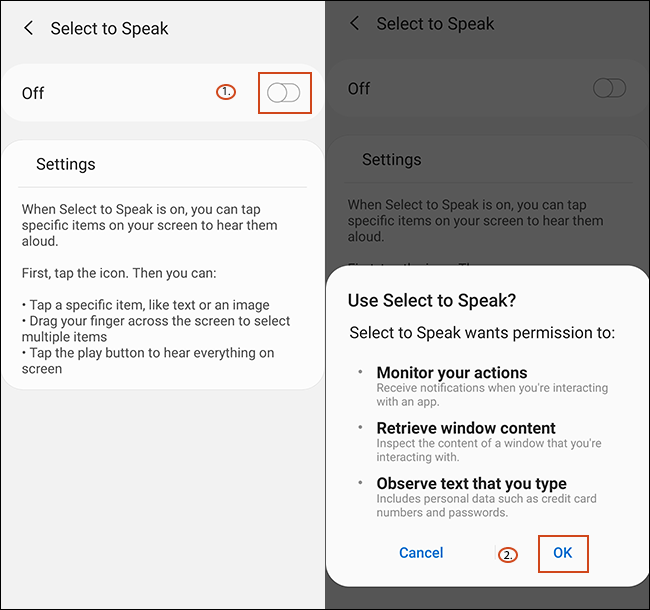 Select to Speak
Off
1.
Settings
When Select to Speak is on, you can tap
specific items on your screen to hear them
aloud.
First, tap the icon. Then you can:
• Tap a specific item, like text or an image
• Drag your finger across the screen to select
multiple items
• Tap the play button to hear everything on
screen
Select to Speak
Off
Settings
When Select to Speak is on, you can tap
specific items on your screen to hear them
aloud.
Use Select to Speak?
Select to Speak wants permission to:
• Monitor your actions
Receive notifications when you're interacting
with an app.
• Retrieve window content
Inspect the content of a window that you're
interacting with.
• Observe text that you type
Includes personal data such as credit card
numbers and passwords.
Cancel
2.
OK